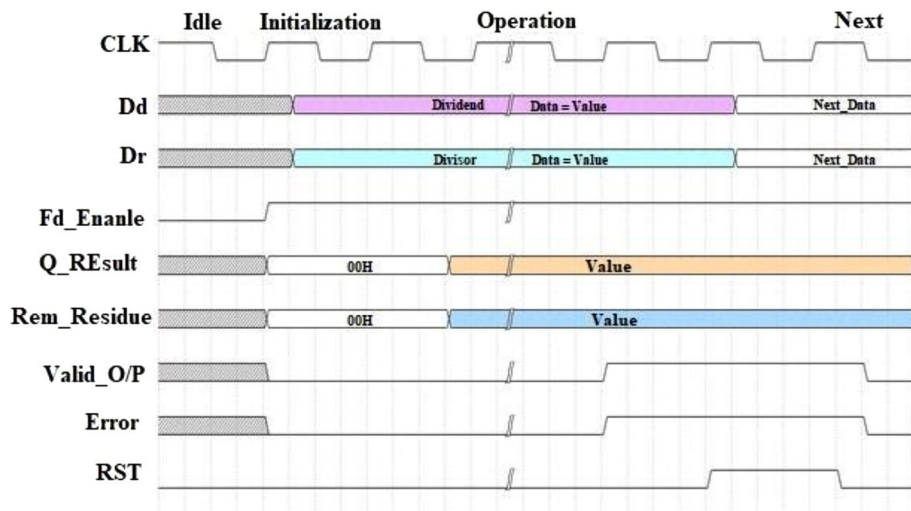 Idle Initialization Operation Next
CLK
Dd Dividend Data = Value Next_Data
Dr Divisor Data = Value Next_Data
Fd_Enanle
Q_REsult 00H Value
Rem_Residue 00H Value
Valid_O/P
Error
RST